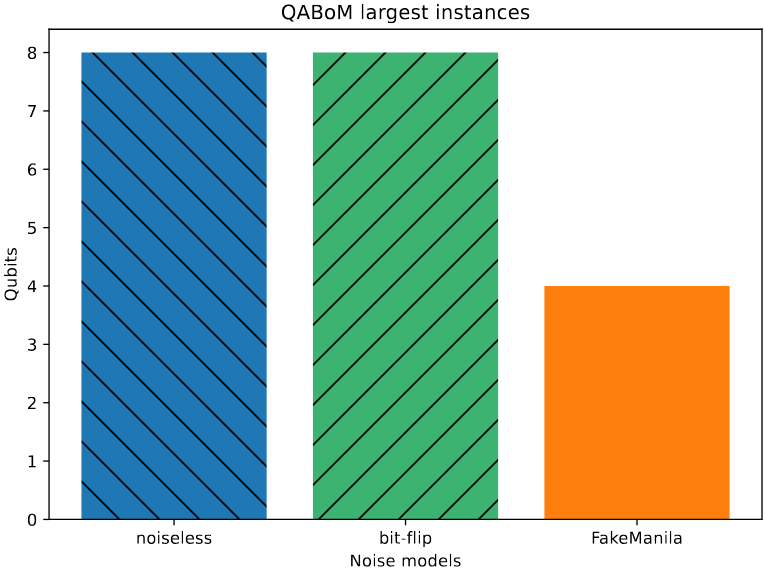 QABoM largest instances
8
7
6
5
4
3
2
1
0
Qubits
noiseless bit-flip FakeManila
Noise models